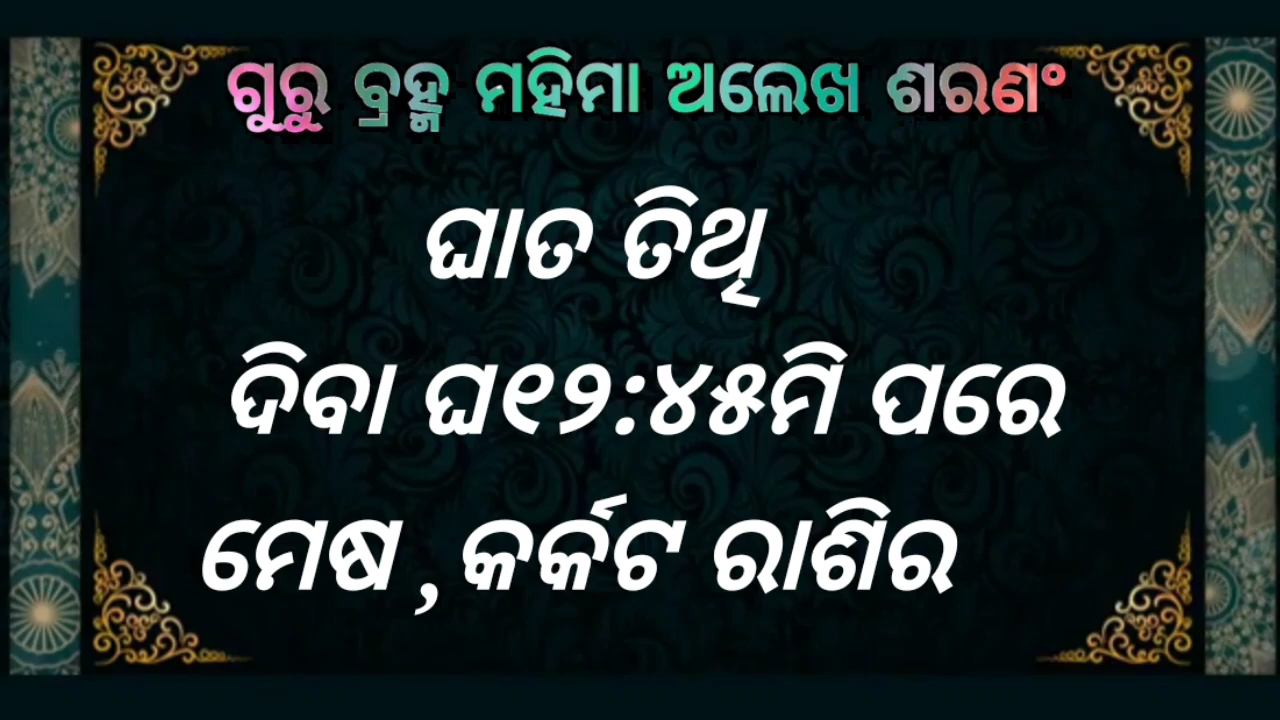 ଗୁରୁ ବ୍ରହ୍ମ ମହିମା ଅଲେଖ ଶରଣଂ
ଘାତ ତିଥି
ଦିବା ଘ୧୨:୪୫ମି ପରେ
ମେଷ ,କର୍କଟ ରାଶିର